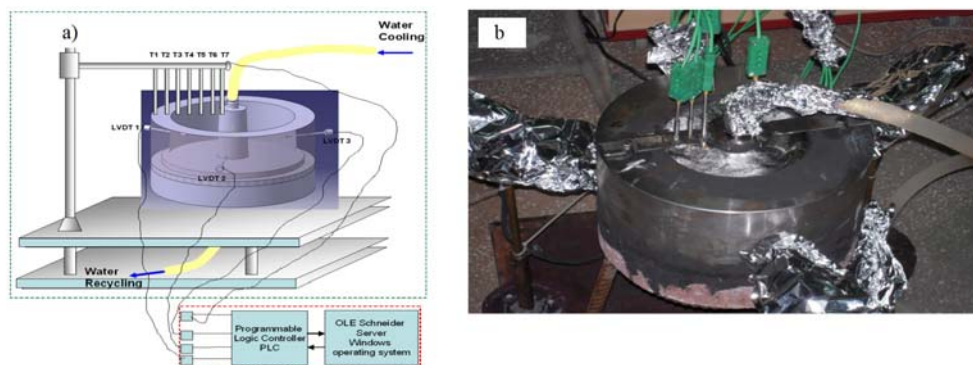 a)
T1 T2 T3 T4 T5 T6 T7
Water
Cooling
LVDT 1
LVDT 3
LVDT 2
Water
Recycling
Programmable
Logic Controller
PLC
OLE Schneider
Server
Windows
operating system
b